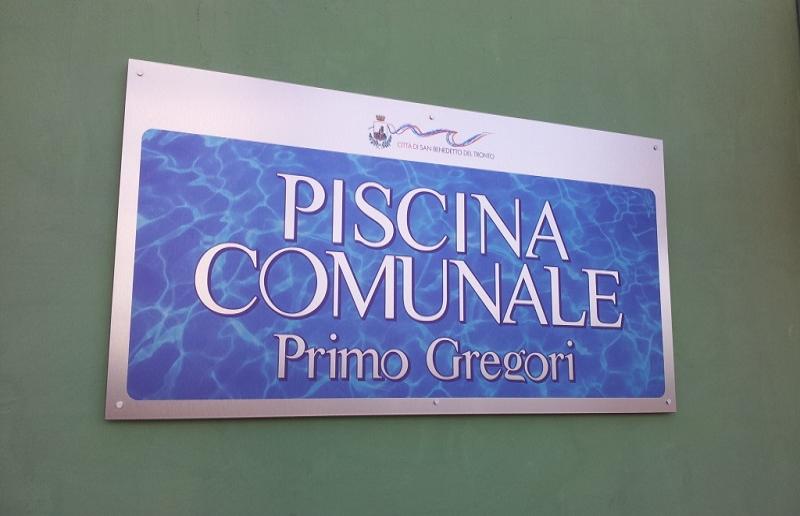 CITTÀ DI SAN BENEDETTO DEL TRONTO
PISCINA
COMUNALE
Primo Gregori